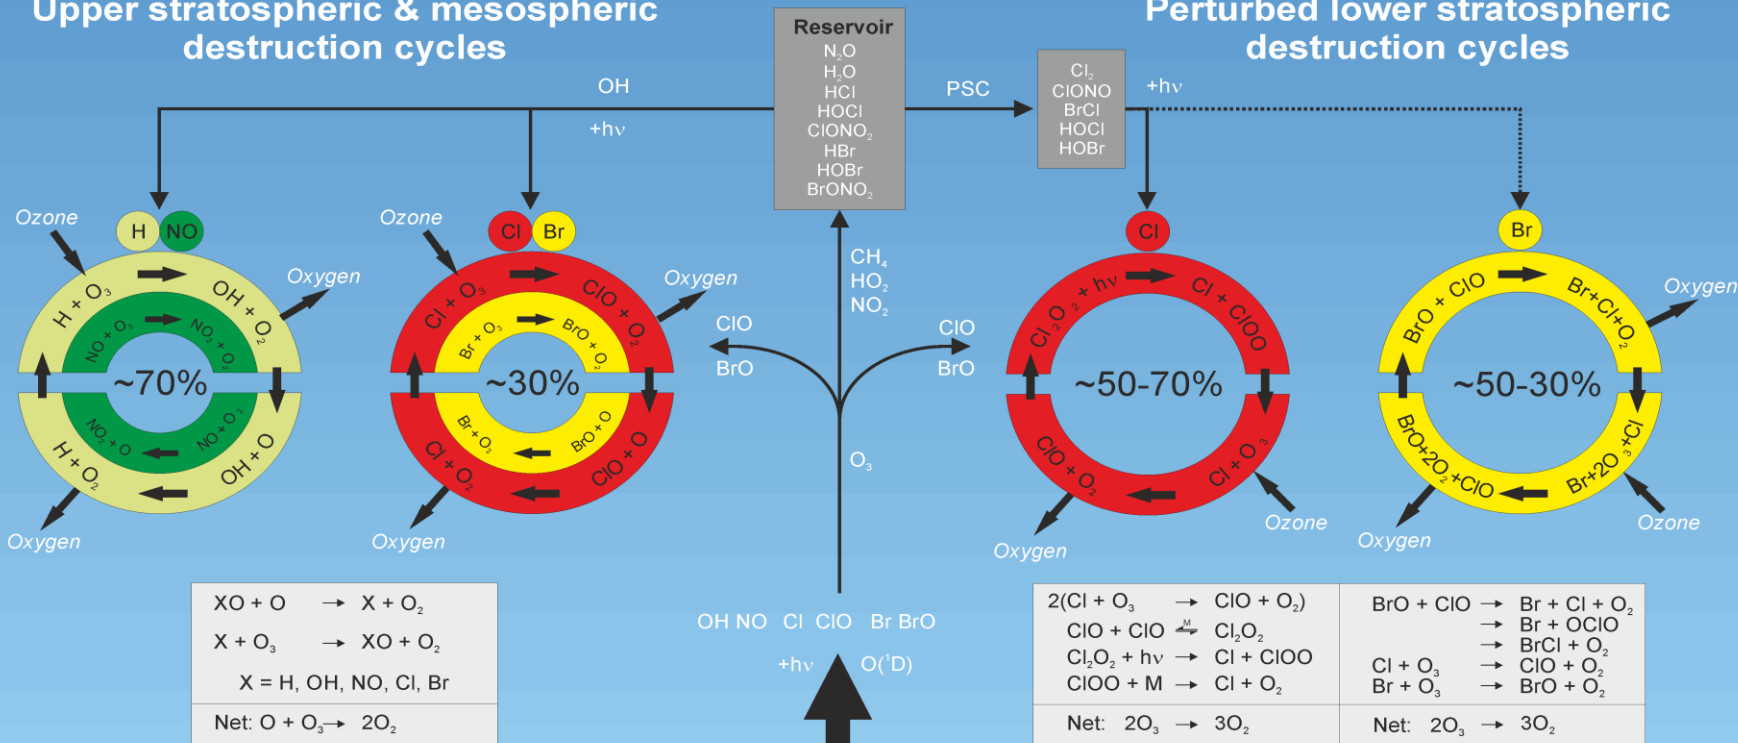 Upper stratospheric & mesospheric
destruction cycles
Perturbed lower stratospheric
destruction cycles
Reservoir
N₂O
H₂O
HCl
HOCl
ClONO₂
HBr
HOBr
BrONO₂
OH
+hν
PSC
Cl₂
ClONO
BrCl
HOCl
HOBr
+hν
Ozone
H NO
Oxygen
H + O₃
OH + O₂
NO + O₃
NO₂ + O₂
~70%
NO₂ + O
NO + O₂
H + O₂
OH + O
Oxygen
Ozone
Cl Br
Oxygen
Cl + O₃
ClO + O₂
Br + O₃
BrO + O₂
~30%
Br + O₂
BrO + O
Cl + O₂
ClO + O
Oxygen
CH₄
HO₂
NO₂
ClO
BrO
ClO
BrO
O₃
Cl
Cl₂O₂ + hν
Cl + ClOO
~50-70%
ClO + O₂
Cl + O₃
Oxygen
Ozone
Br
Oxygen
BrO + ClO
Br+Cl+O₂
~50-30%
BrO+2O₂+ClO
Br+2O₃+Cl
Oxygen
Ozone
XO + O → X + O₂
X + O₃ → XO + O₂
X = H, OH, NO, Cl, Br
Net: O + O₃→ 2O₂
OH NO Cl ClO Br BrO
+hν O(¹D)
2(Cl + O₃ → ClO + O₂)
ClO + ClO ⇌ᴹ Cl₂O₂
Cl₂O₂ + hν → Cl + ClOO
ClOO + M → Cl + O₂
Net: 2O₃ → 3O₂
BrO + ClO → Br + Cl + O₂
→ Br + OClO
→ BrCl + O₂
Cl + O₃ → ClO + O₂
Br + O₃ → BrO + O₂
Net: 2O₃ → 3O₂